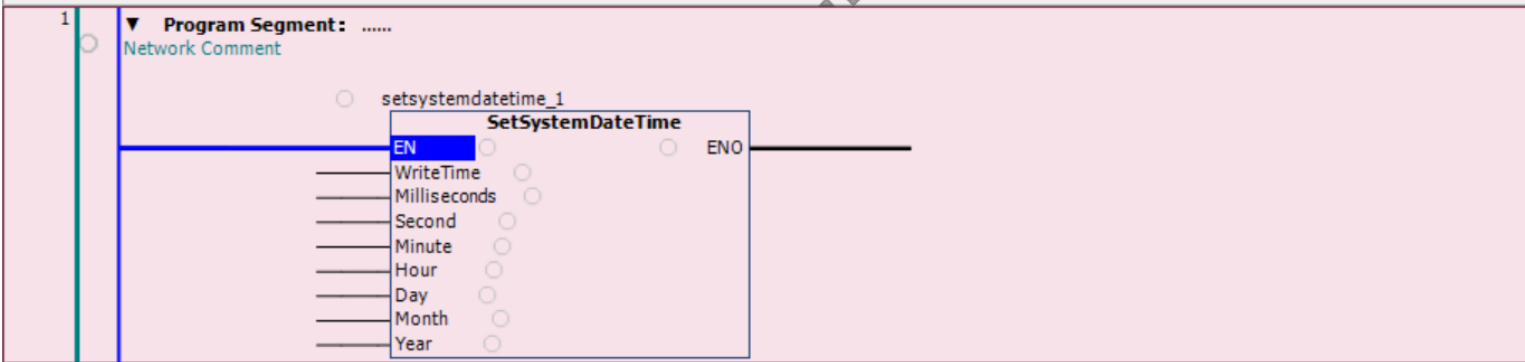 1
▼ Program Segment: ......
Network Comment
setsystemdatetime_1
SetSystemDateTime
EN ENO
WriteTime
Milliseconds
Second
Minute
Hour
Day
Month
Year